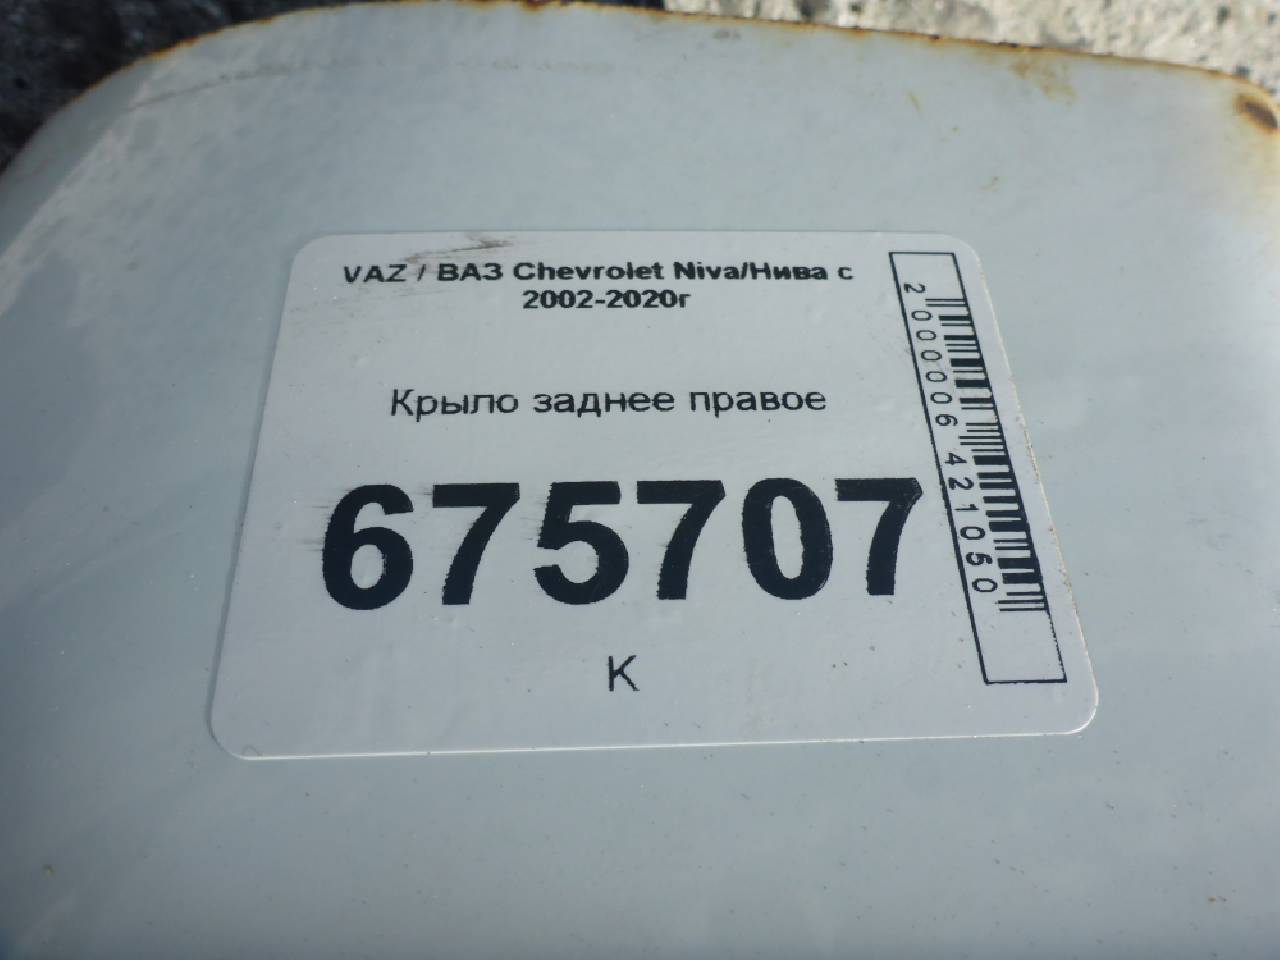 VAZ / ВАЗ Chevrolet Niva/Нива с
2002-2020г
Крыло заднее правое
675707
К
2000006421050